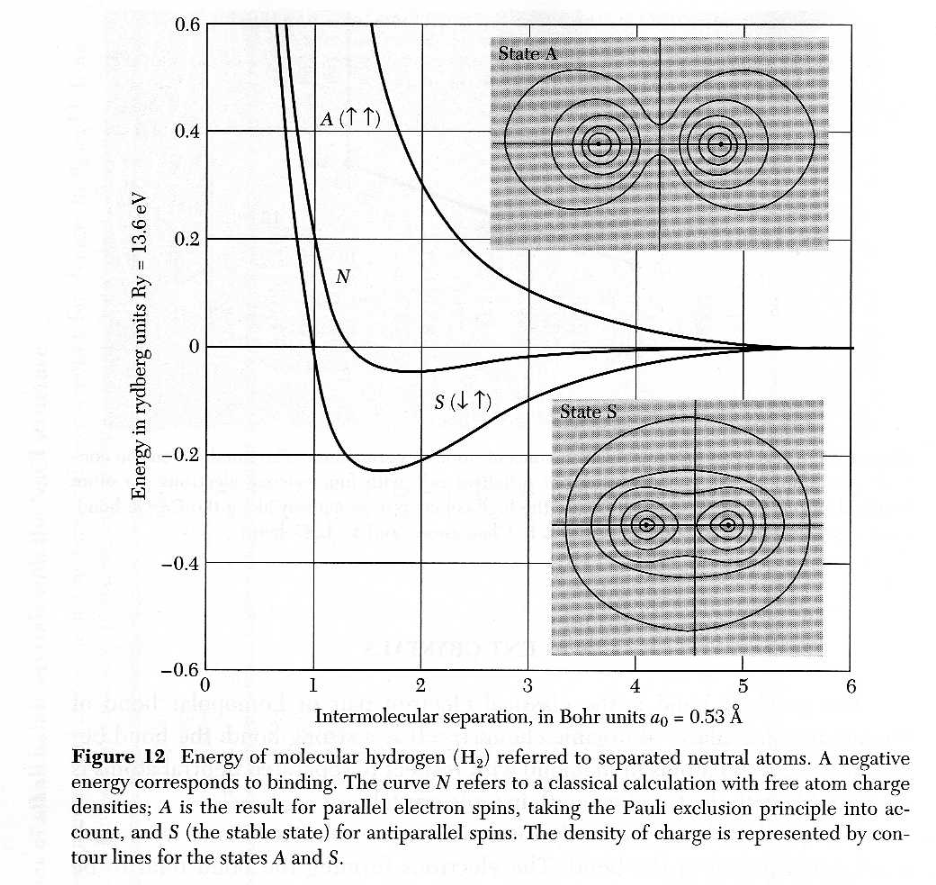 0.6
State A
A (↑↑)
0.4
0.2
N
0
S (↓↑)
State S
−0.2
−0.4
−0.6
Energy in rydberg units Ry = 13.6 eV
0 1 2 3 4 5 6
Intermolecular separation, in Bohr units a₀ = 0.53 Å
Figure 12 Energy of molecular hydrogen (H₂) referred to separated neutral atoms. A negative
energy corresponds to binding. The curve N refers to a classical calculation with free atom charge
densities; A is the result for parallel electron spins, taking the Pauli exclusion principle into ac-
count, and S (the stable state) for antiparallel spins. The density of charge is represented by con-
tour lines for the states A and S.